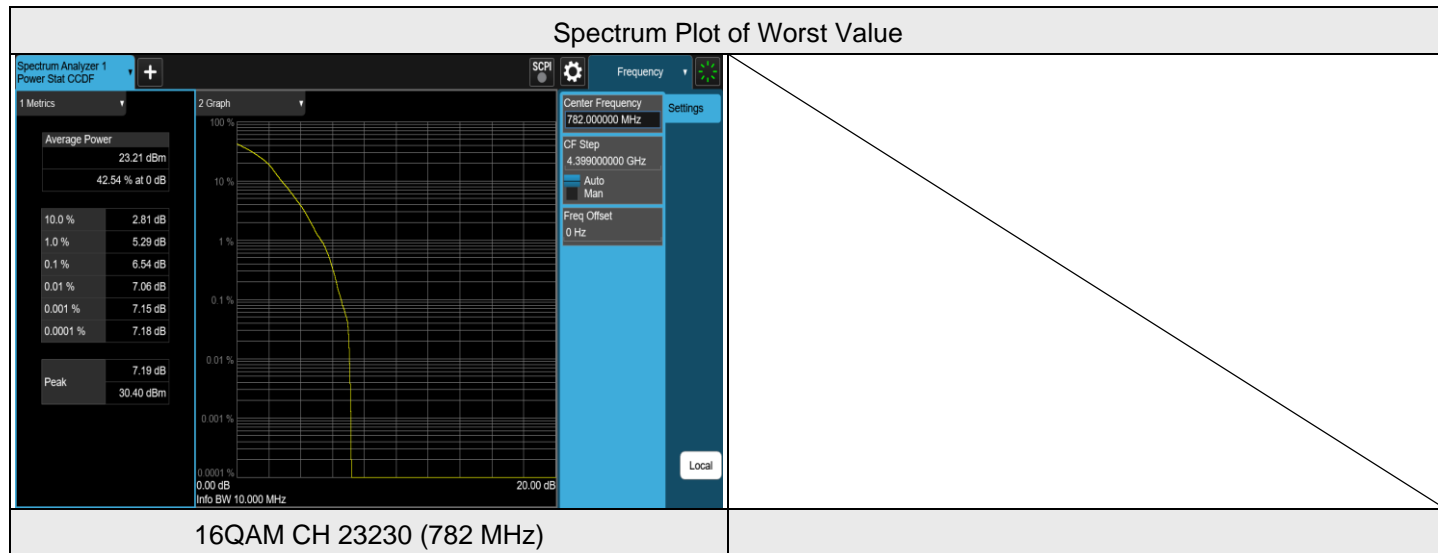 Spectrum Plot of Worst Value
Spectrum Analyzer 1
Power Stat CCDF
+
SCPI
Frequency
1 Metrics
2 Graph
Center Frequency
782.000000 MHz
Settings
CF Step
4.399000000 GHz
Auto
Man
Freq Offset
0 Hz
Average Power
23.21 dBm
42.54 % at 0 dB
10.0 % 2.81 dB
1.0 % 5.29 dB
0.1 % 6.54 dB
0.01 % 7.06 dB
0.001 % 7.15 dB
0.0001 % 7.18 dB
Peak 7.19 dB
30.40 dBm
100 %
10 %
1 %
0.1 %
0.01 %
0.001 %
0.0001 %
0.00 dB 20.00 dB
Info BW 10.000 MHz
Local
16QAM CH 23230 (782 MHz)